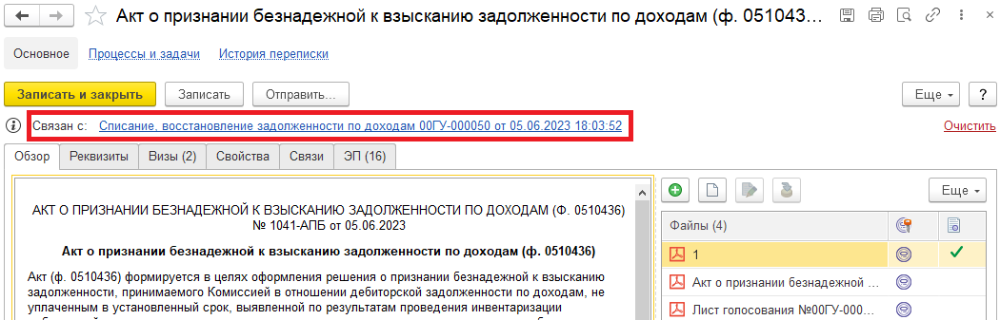 Акт о признании безнадежной к взысканию задолженности по доходам (ф. 051043...
Основное Процессы и задачи История переписки
Записать и закрыть Записать Отправить... Еще ?
Связан с: Списание, восстановление задолженности по доходам 00ГУ-000050 от 05.06.2023 18:03:52 Очистить
Обзор Реквизиты Визы (2) Свойства Связи ЭП (16)
АКТ О ПРИЗНАНИИ БЕЗНАДЕЖНОЙ К ВЗЫСКАНИЮ ЗАДОЛЖЕННОСТИ ПО ДОХОДАМ (Ф. 0510436)
№ 1041-АПБ от 05.06.2023
Акт о признании безнадежной к взысканию задолженности по доходам (ф. 0510436)
Акт (ф. 0510436) формируется в целях оформления решения о признании безнадежной к взысканию
задолженности, принимаемого Комиссией в отношении дебиторской задолженности по доходам, не
уплаченным в установленный срок, выявленной по результатам проведения инвентаризации
Еще
Файлы (4)
1
Акт о признании безнадежной ...
Лист голосования №00ГУ-000...